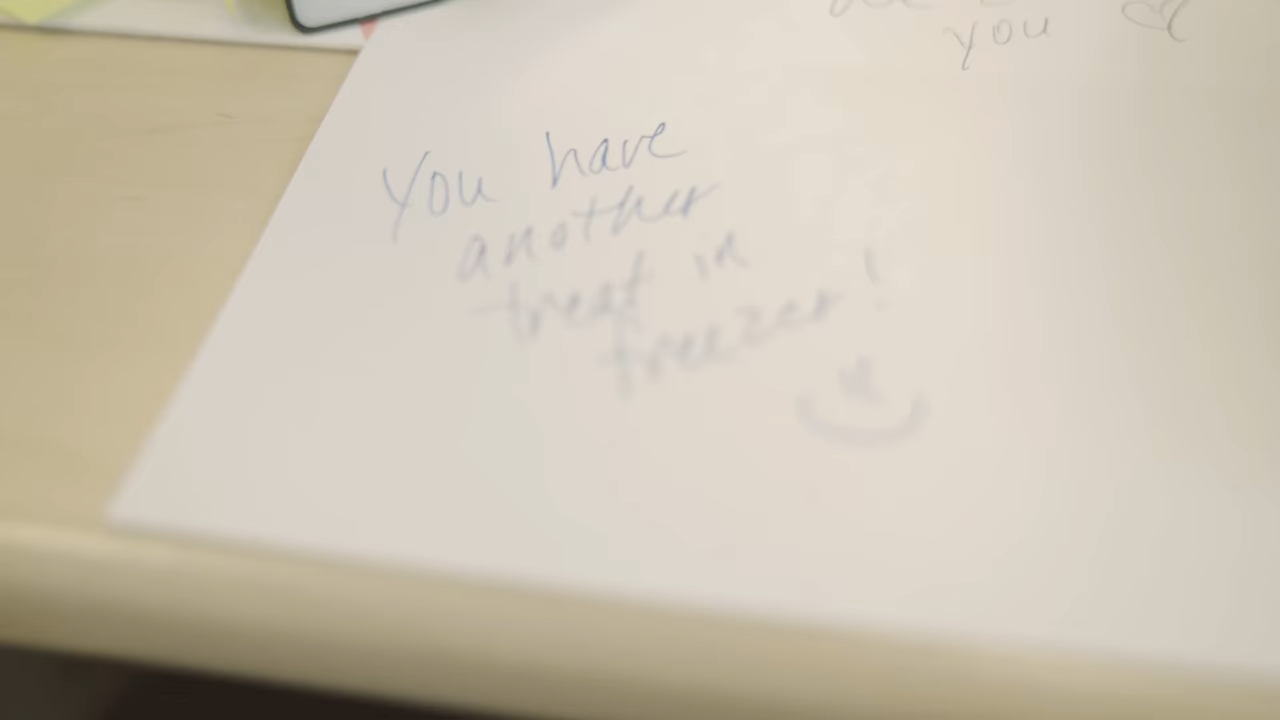 you
You have
another
treat in
freezer!